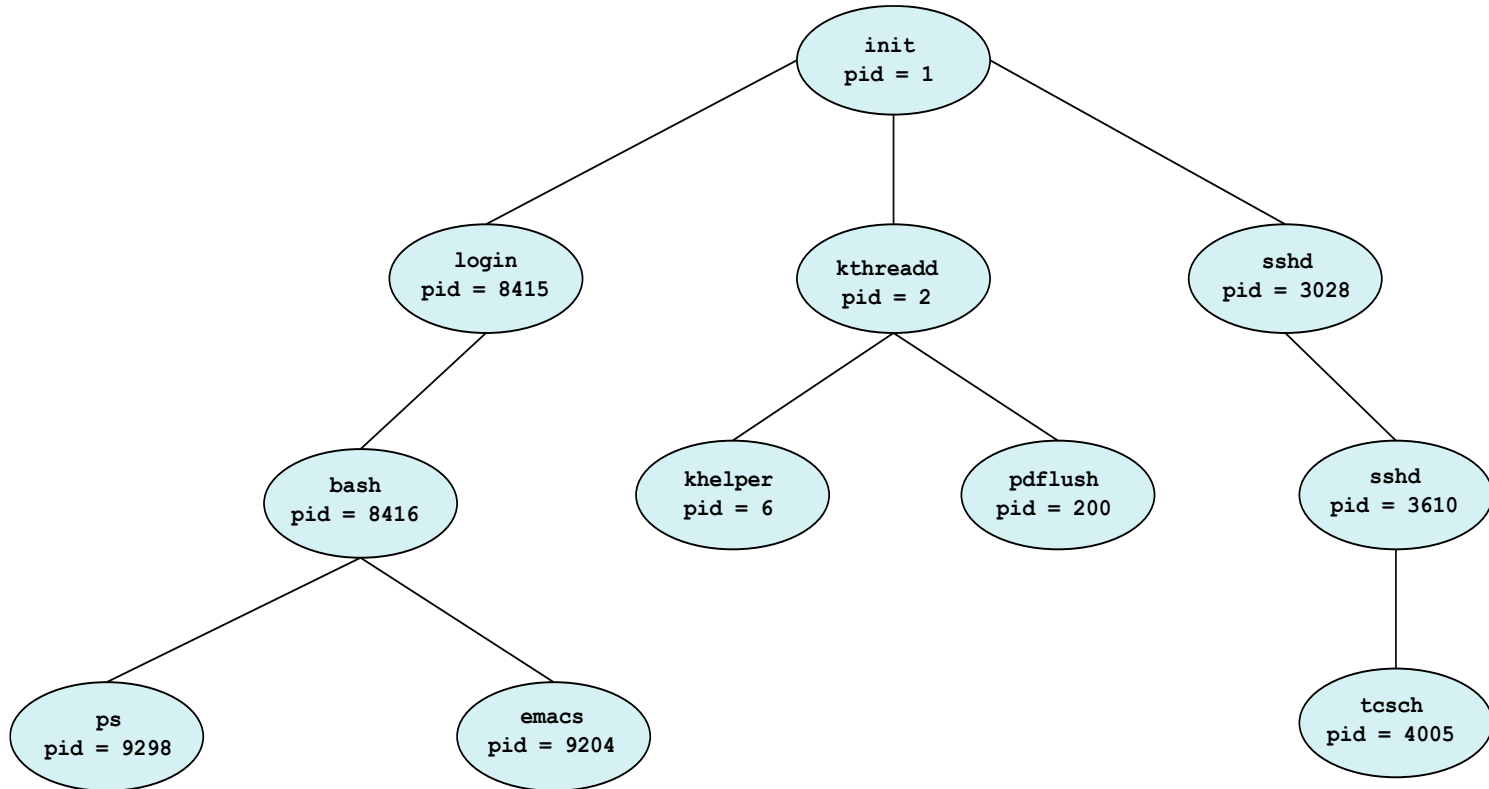 init
pid = 1
login
pid = 8415
kthreadd
pid = 2
sshd
pid = 3028
bash
pid = 8416
khelper
pid = 6
pdflush
pid = 200
sshd
pid = 3610
ps
pid = 9298
emacs
pid = 9204
tcsch
pid = 4005